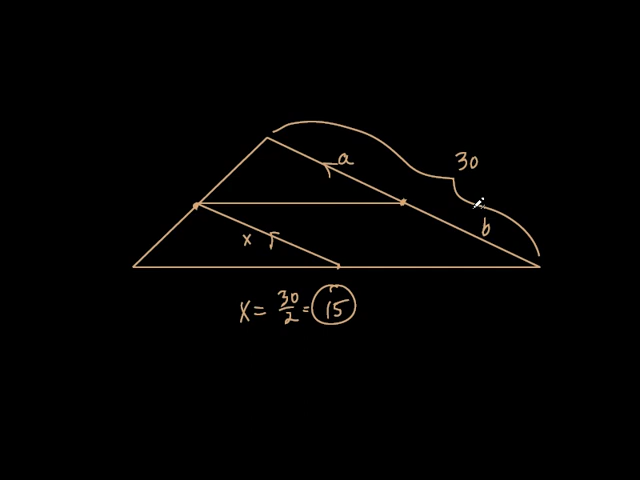 a
30
b
x
x = 30/2 = 15